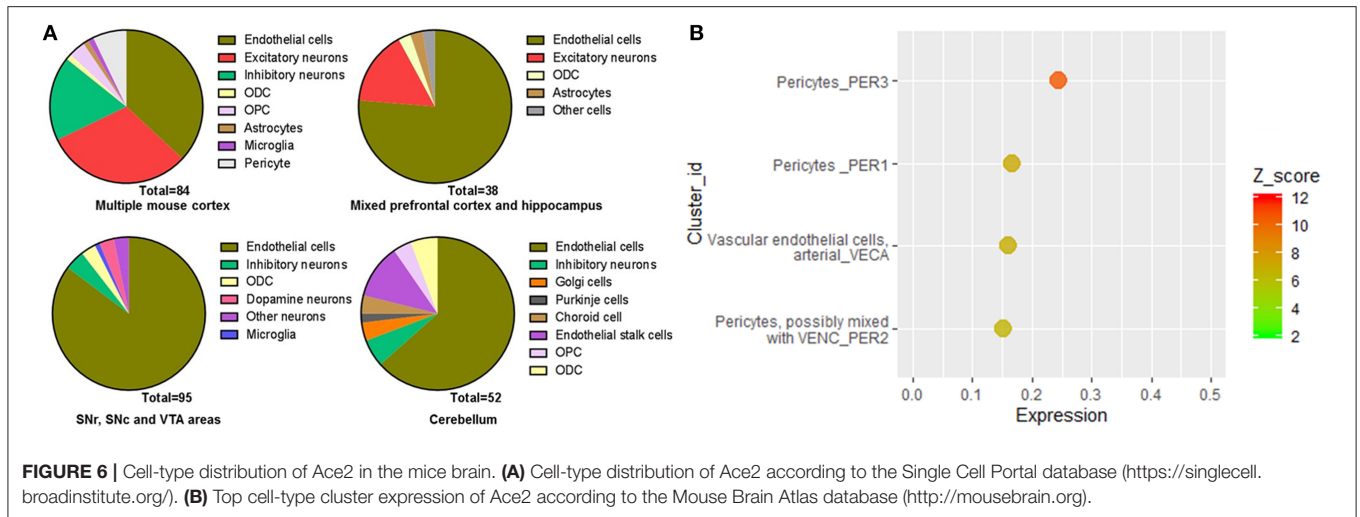 A
Endothelial cells
Excitatory neurons
Inhibitory neurons
ODC
OPC
Astrocytes
Microglia
Pericyte
Total=84
Multiple mouse cortex
Endothelial cells
Excitatory neurons
ODC
Astrocytes
Other cells
Total=38
Mixed prefrontal cortex and hippocampus
Endothelial cells
Inhibitory neurons
ODC
Dopamine neurons
Other neurons
Microglia
Total=95
SNr, SNc and VTA areas
Endothelial cells
Inhibitory neurons
Golgi cells
Purkinje cells
Choroid cell
Endothelial stalk cells
OPC
ODC
Total=52
Cerebellum
B
Cluster_id
Pericytes_PER3
Pericytes _PER1
Vascular endothelial cells,
arterial_VECA
Pericytes, possibly mixed
with VENC_PER2
0.0 0.1 0.2 0.3 0.4 0.5
Expression
Z_score
12
10
8
6
4
2
FIGURE 6 | Cell-type distribution of Ace2 in the mice brain. (A) Cell-type distribution of Ace2 according to the Single Cell Portal database (https://singlecell.
broadinstitute.org/). (B) Top cell-type cluster expression of Ace2 according to the Mouse Brain Atlas database (http://mousebrain.org).